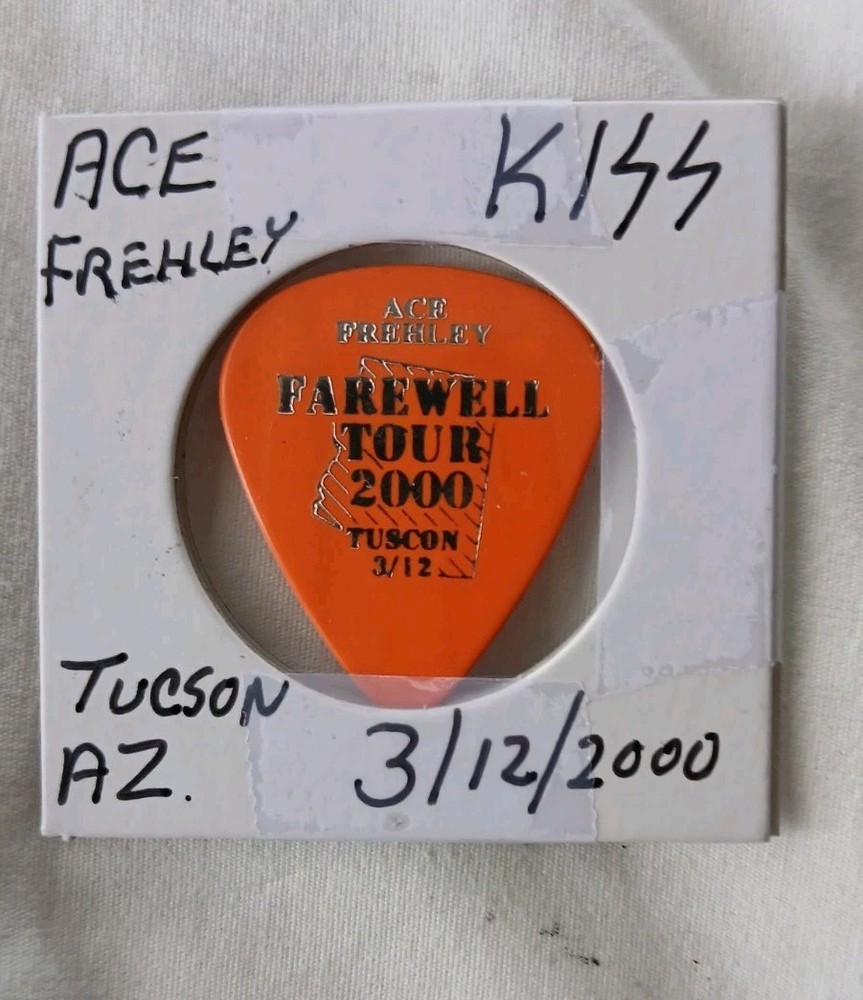 ACE
FREHLEY
KISS
ACE
FREHLEY
FAREWELL
TOUR
2000
TUSCON
3/12
TUCSON
AZ.
3/12/2000